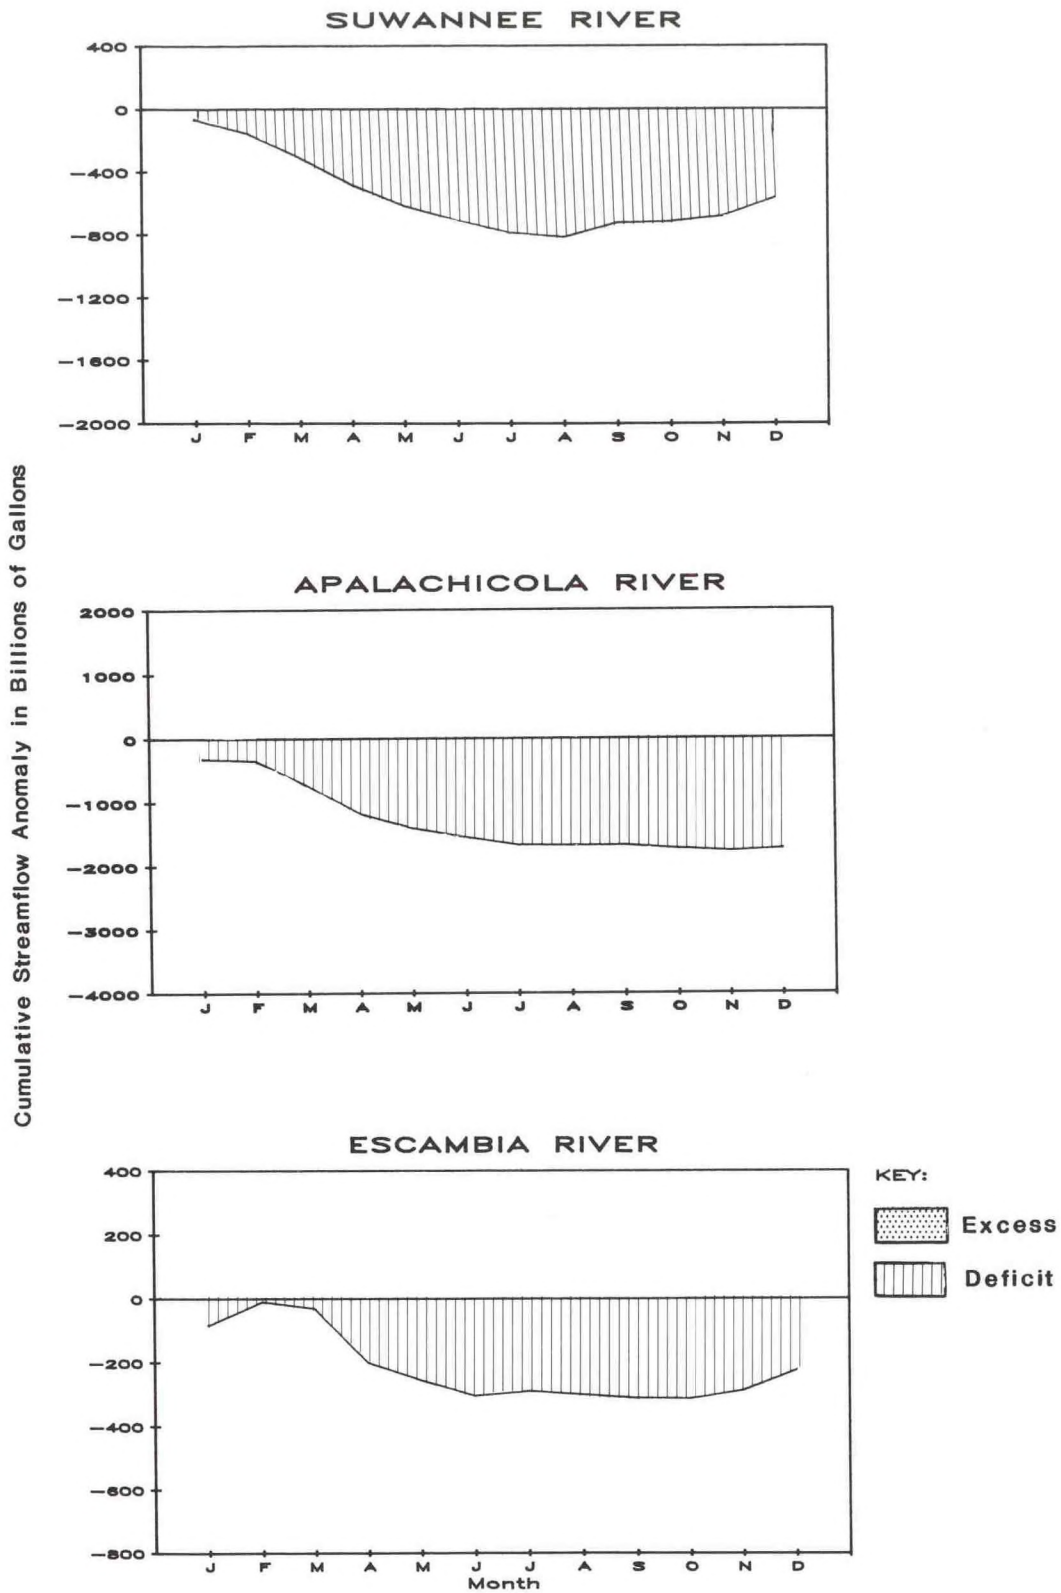 SUWANNEE RIVER
400
0
-400
-800
-1200
-1600
-2000
J F M A M J J A S O N D
Cumulative Streamflow Anomaly in Billions of Gallons
APALACHICOLA RIVER
2000
1000
0
-1000
-2000
-3000
-4000
J F M A M J J A S O N D
ESCAMBIA RIVER
400
200
0
-200
-400
-600
-800
J F M A M J J A S O N D
Month
KEY:
Excess
Deficit